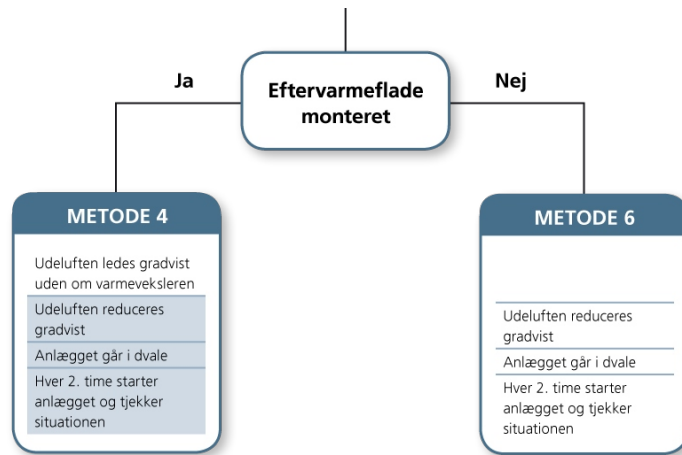 Ja
Eftervarmeflade
monteret
Nej
METODE 4
Udeluften ledes gradvist
uden om varmeveksleren
Udeluften reduceres
gradvist
Anlægget går i dvale
Hver 2. time starter
anlægget og tjekker
situationen
METODE 6
Udeluften reduceres
gradvist
Anlægget går i dvale
Hver 2. time starter
anlægget og tjekker
situationen